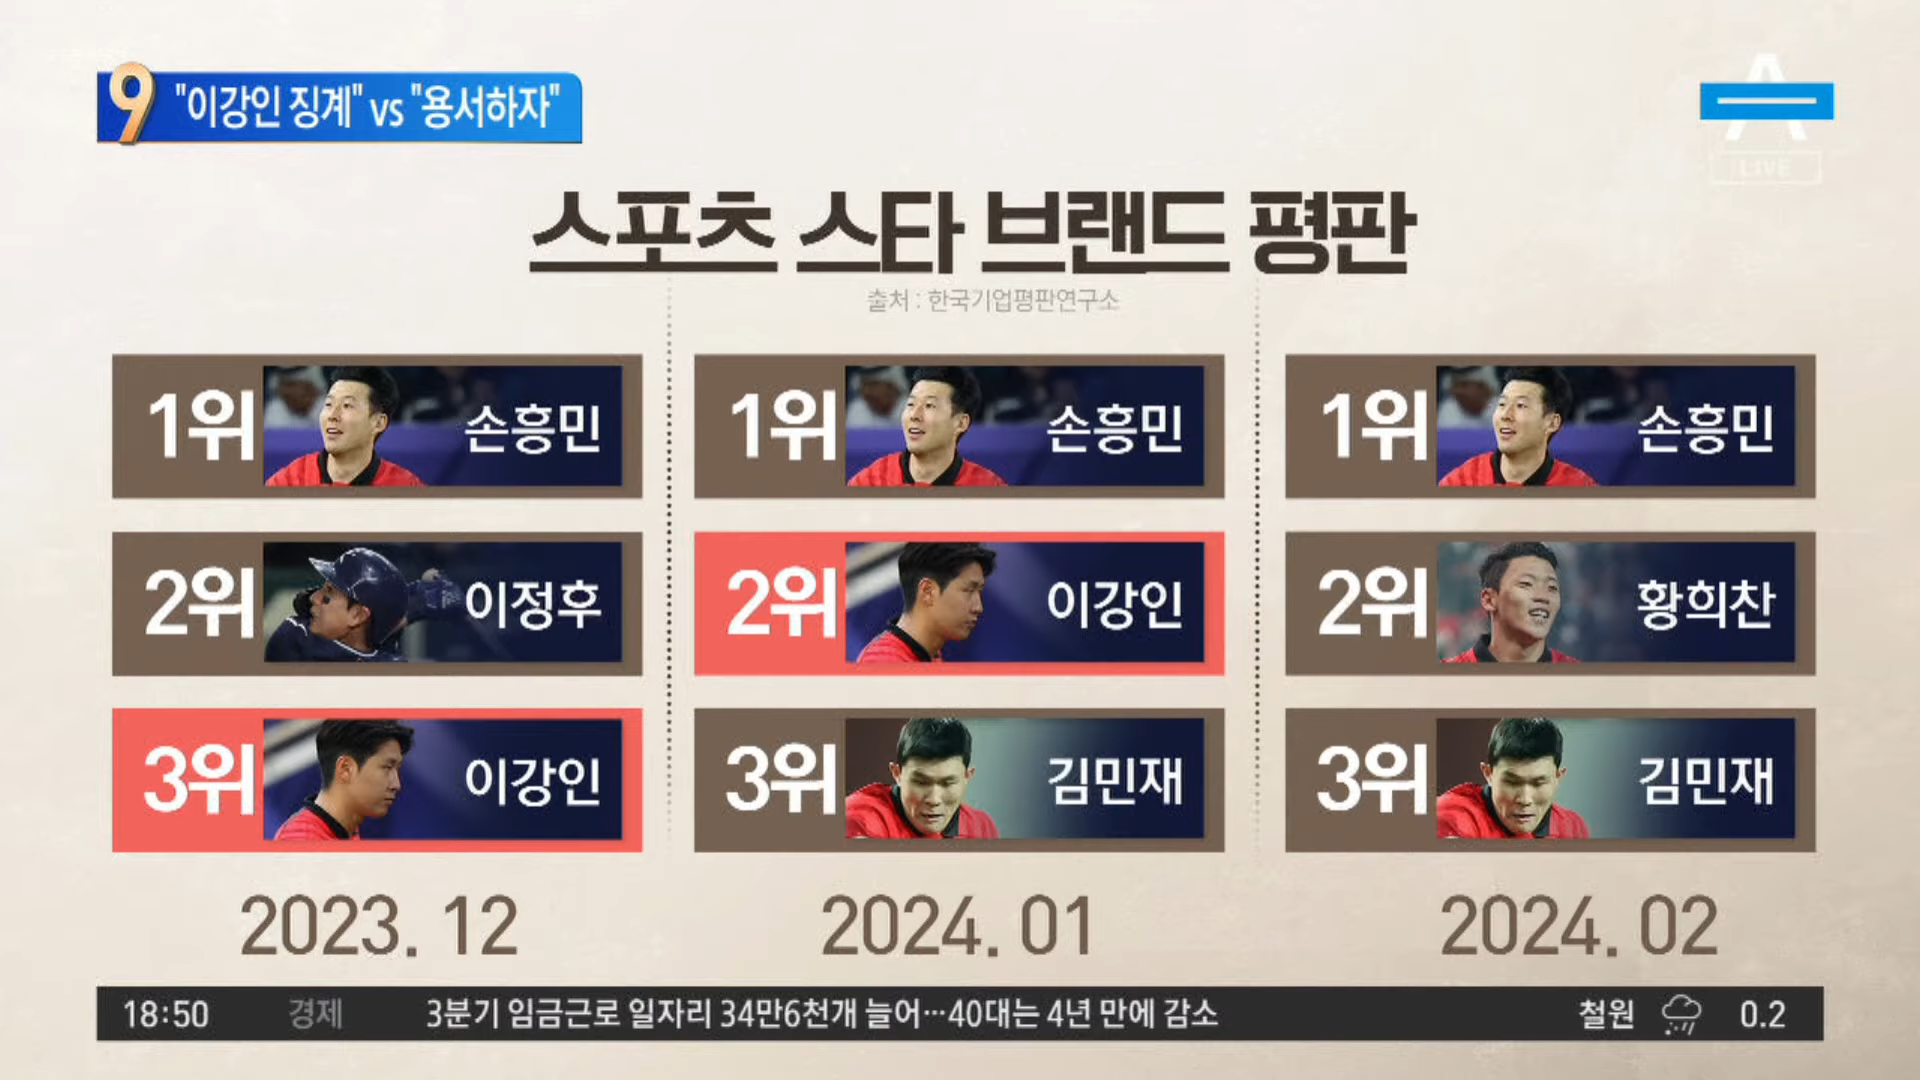 9 "이강인 징계" vs "용서하자"
LIVE
스포츠 스타 브랜드 평판
출처 : 한국기업평판연구소
1위 손흥민
2위 이정후
3위 이강인
2023. 12
1위 손흥민
2위 이강인
3위 김민재
2024. 01
1위 손흥민
2위 황희찬
3위 김민재
2024. 02
18:50 경제 3분기 임금근로 일자리 34만6천개 늘어…40대는 4년 만에 감소 철원 0.2